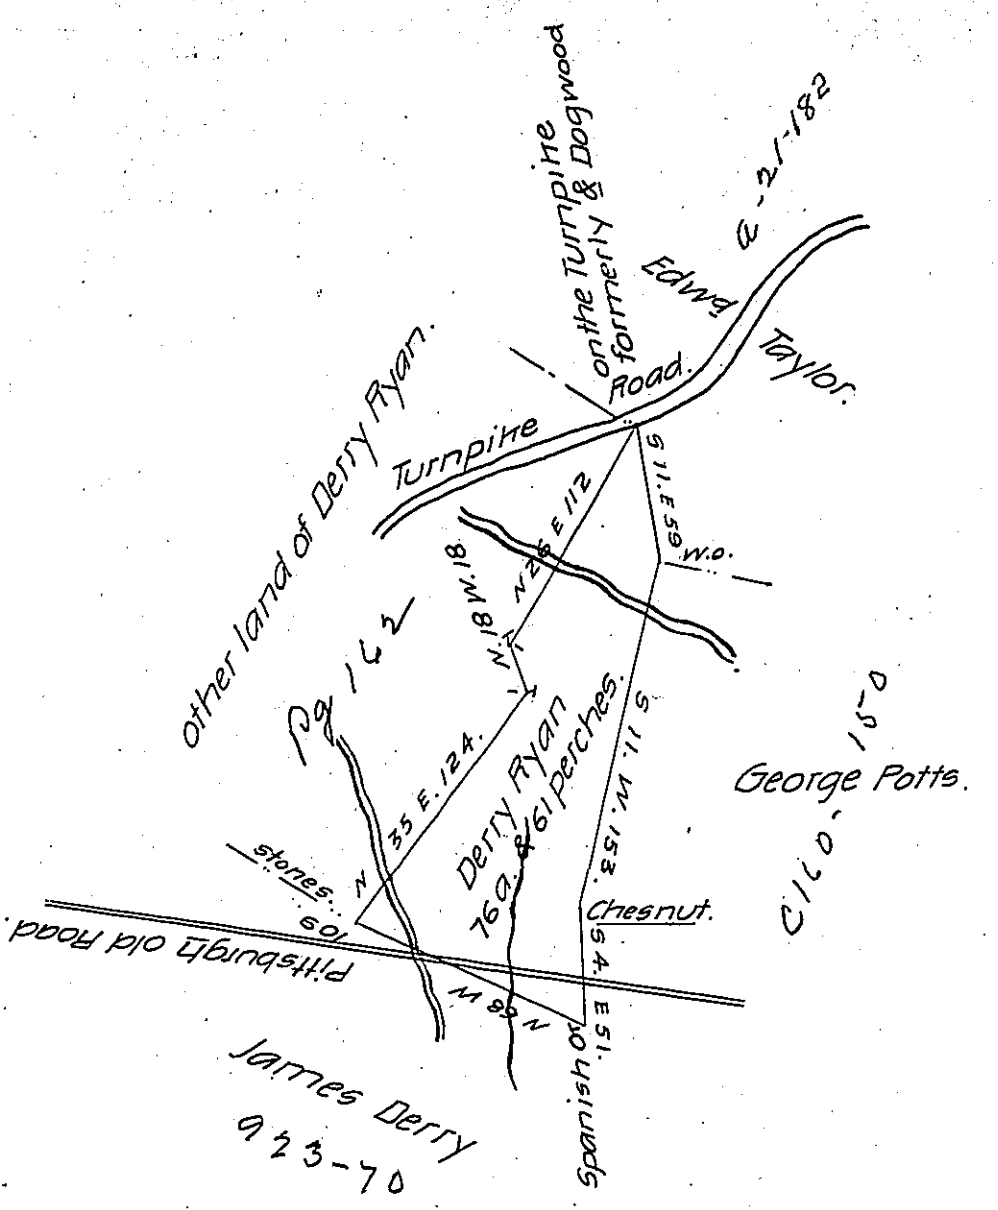 on the Turnpike
formerly & Dogwood
a-21-182
Edwd
Taylor.
Turnpike Road.
other land of Derry Ryan.
S 11. E 59
W.O.
N 26 E 112
N. 18 W. 18
Pg 162
N 35 E. 124.
Derry Ryan
76 a. & 61 perches.
S 11. W. 153.
George Potts.
C160-150
stones.
Chesnut.
S 4. E 51.
N 68 W 109
Pittsburgh old Road.
Spanish O
James Derry
923-70